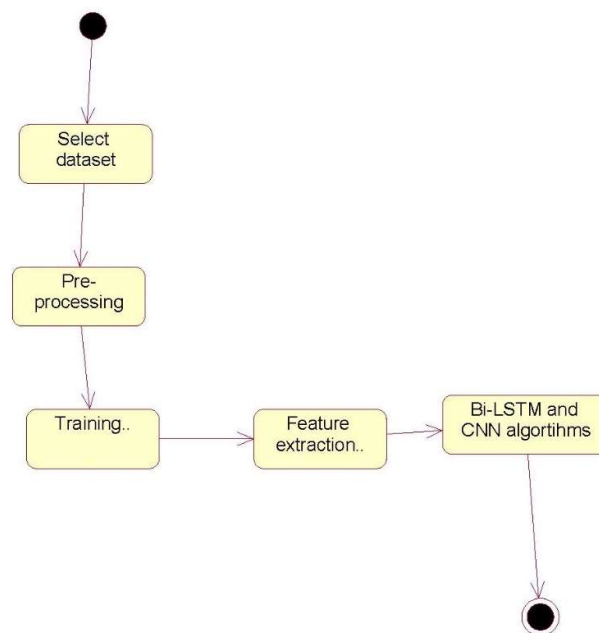 Select
dataset
Pre-
processing
Training..
Feature
extraction..
Bi-LSTM and
CNN algortihms